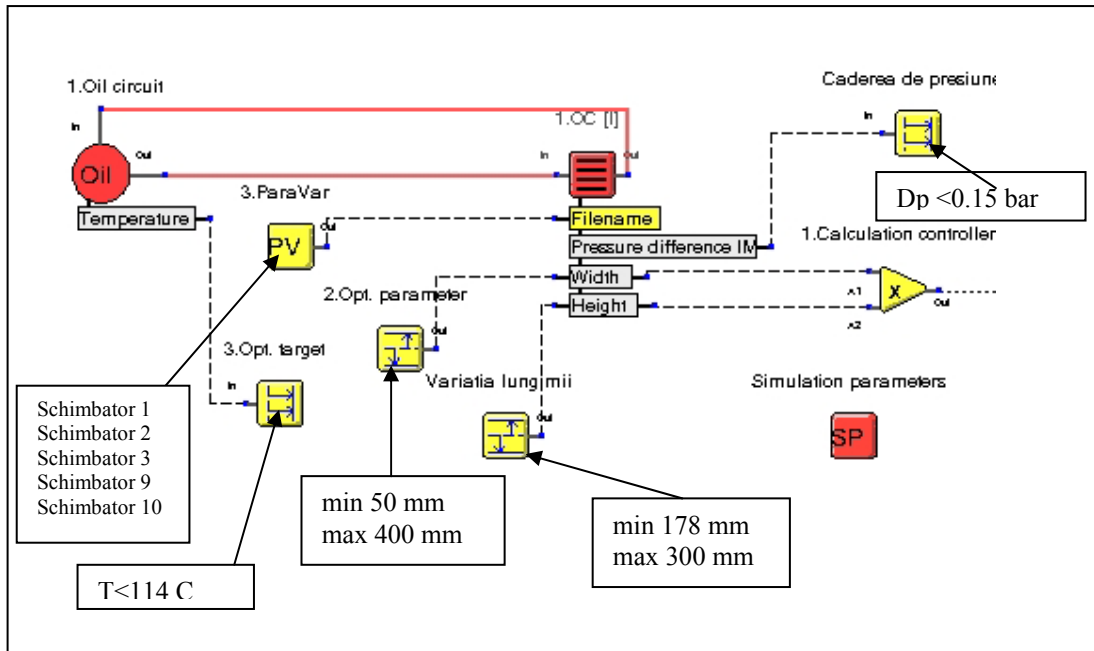 1.Oil circuit
Caderea de presiune
1.OC [I]
In
Out
In
Out
In
Oil
3.ParaVar
Temperature
Out
PV
Filename
Dp <0.15 bar
Pressure difference IM
1.Calculation controller
2.Opt. parameter
Width
x1
X
Out
Height
x2
3.Opt. target
Out
In
Variatia lungimii
Simulation parameters
Out
SP
Schimbator 1
Schimbator 2
Schimbator 3
Schimbator 9
Schimbator 10
min 50 mm
max 400 mm
min 178 mm
max 300 mm
T<114 C